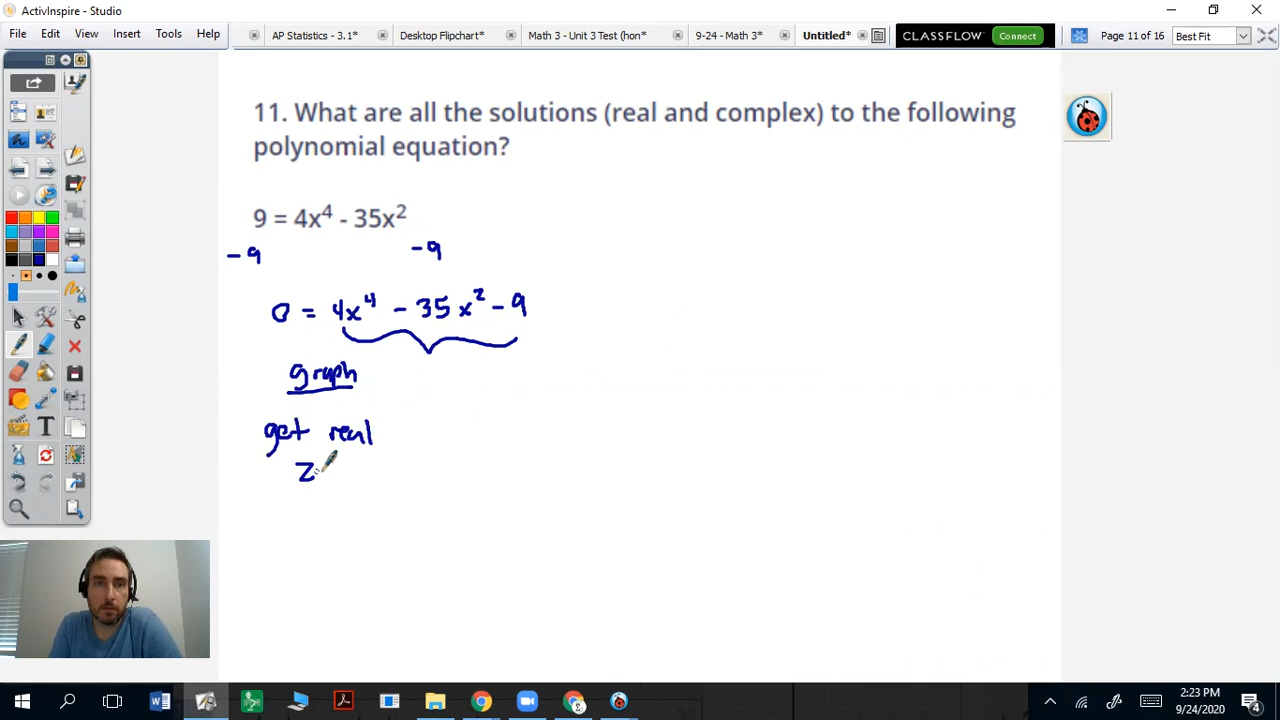 ActivInspire - Studio
File Edit View Insert Tools Help
AP Statistics - 3.1* Desktop Flipchart* Math 3 - Unit 3 Test (hon* 9-24 - Math 3* Untitled* CLASSFLOW Connect Page 11 of 16 Best Fit
11. What are all the solutions (real and complex) to the following
polynomial equation?
9 = 4x⁴ - 35x²
-9 -9
0 = 4x⁴ - 35x² - 9
graph
get real
Z
2:23 PM
9/24/2020
4